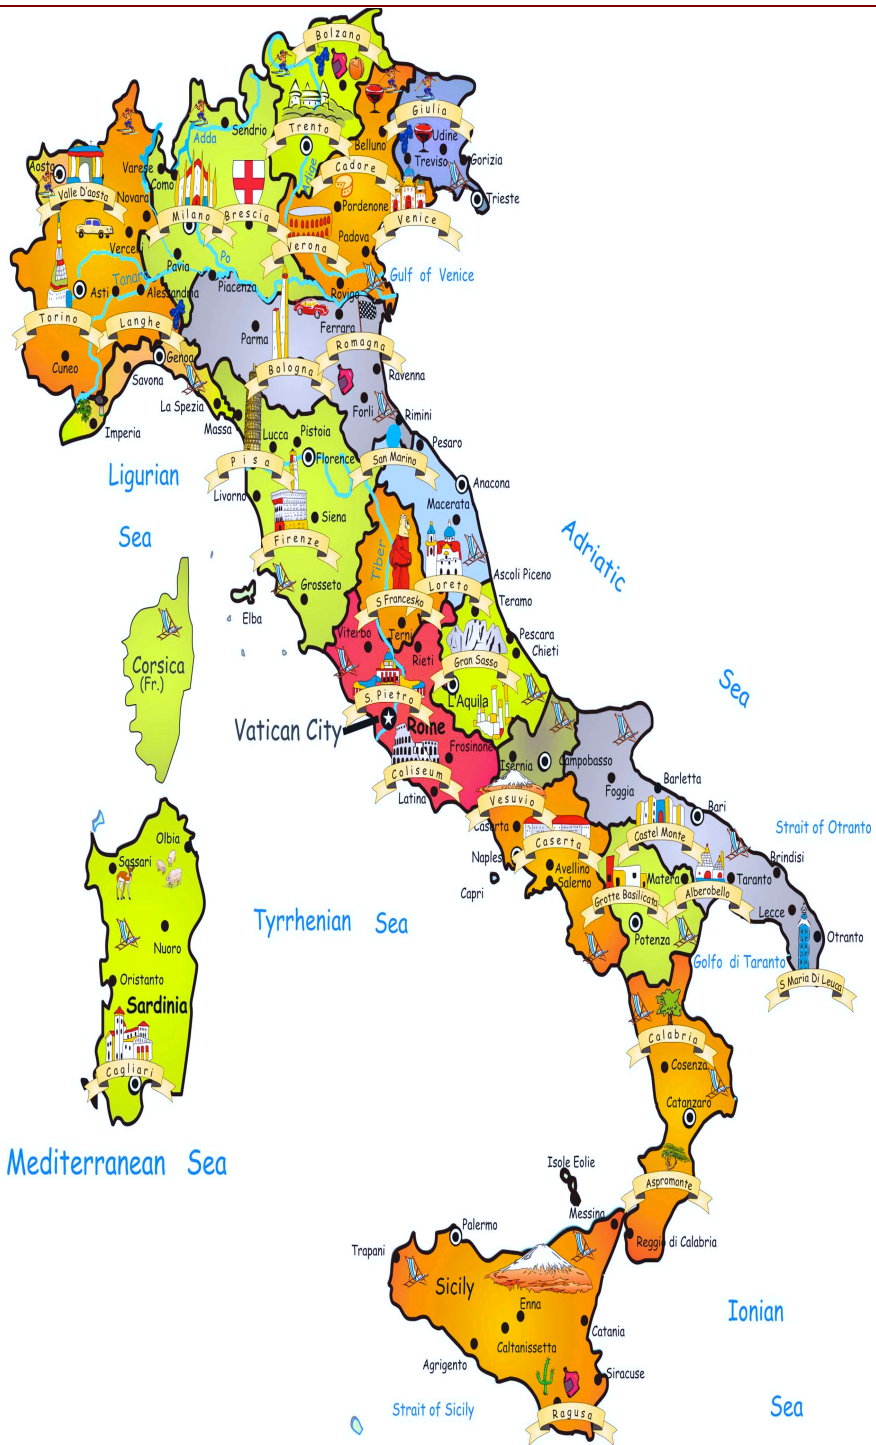 Bolzano
Giulia
Adda
Sendrio
Trento
Belluno
Udine
Treviso
Gorizia
Aosta
Varese
Como
Cadore
Adige
Valle D'aosta
Novara
Milano
Brescia
Pordenone
Venice
Trieste
Verona
Padova
Vercelli
Pavia
Po
Tanaro
Piacenza
Gulf of Venice
Asti
Alessandria
Rovigo
Torino
Langhe
Parma
Ferrara
Romagna
Cuneo
Genoa
Savona
Bologna
Ravenna
La Spezia
Massa
Forli
Rimini
Imperia
Lucca
Pistoia
Pesaro
Pisa
Florence
San Marino
Ligurian
Sea
Livorno
Anacona
Macerata
Siena
Firenze
Tiber
Adriatic
Sea
Loreto
Ascoli Piceno
Grosseto
S Francesko
Teramo
Elba
Viterbo
Terni
Pescara
Chieti
Rieti
Gran Sasso
Corsica
(Fr.)
S. Pietro
L'Aquila
Vatican City
Rome
Frosinone
Isernia
Campobasso
Coliseum
Latina
Vesuvio
Foggia
Barletta
Bari
Caserta
Caserta
Castel Monte
Strait of Otranto
Olbia
Sassari
Naples
Brindisi
Avellino
Salerno
Capri
Matera
Taranto
Grotte Basilicata
Alberobello
Lecce
Tyrrhenian Sea
Nuoro
Potenza
Otranto
Golfo di Taranto
S Maria Di Leuca
Oristanto
Sardinia
Calabria
Cagliari
Cosenza
Catanzaro
Mediterranean Sea
Isole Eolie
Aspromonte
Messina
Palermo
Trapani
Reggio di Calabria
Sicily
Enna
Ionian
Sea
Catania
Caltanissetta
Agrigento
Siracuse
Strait of Sicily
Ragusa